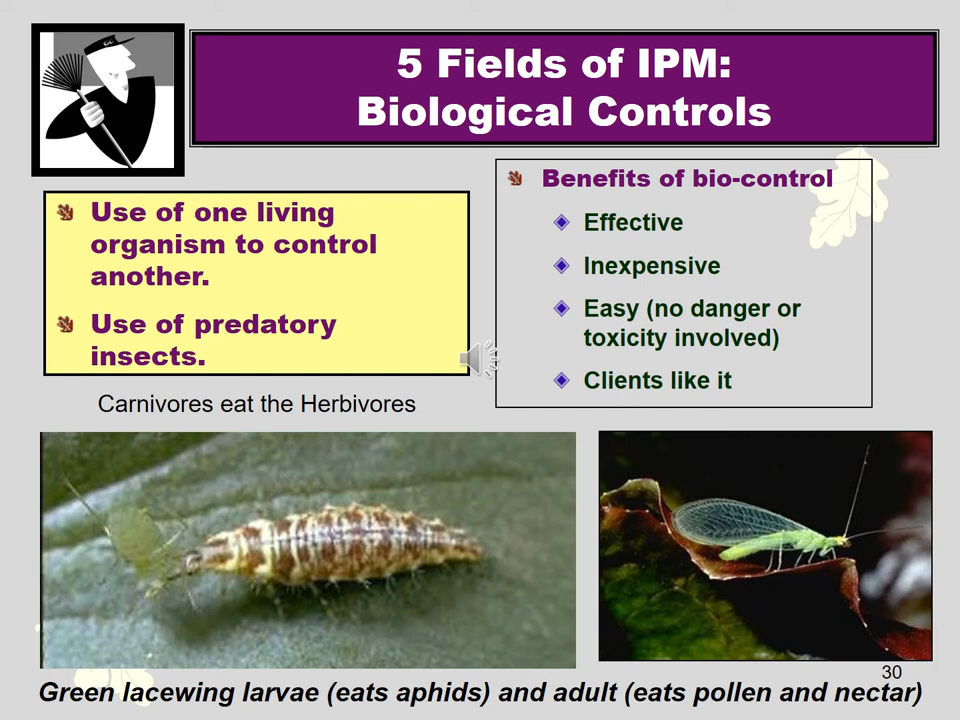 5 Fields of IPM:
Biological Controls
Use of one living
organism to control
another.
Use of predatory
insects.
Carnivores eat the Herbivores
Benefits of bio-control
Effective
Inexpensive
Easy (no danger or
toxicity involved)
Clients like it
30
Green lacewing larvae (eats aphids) and adult (eats pollen and nectar)